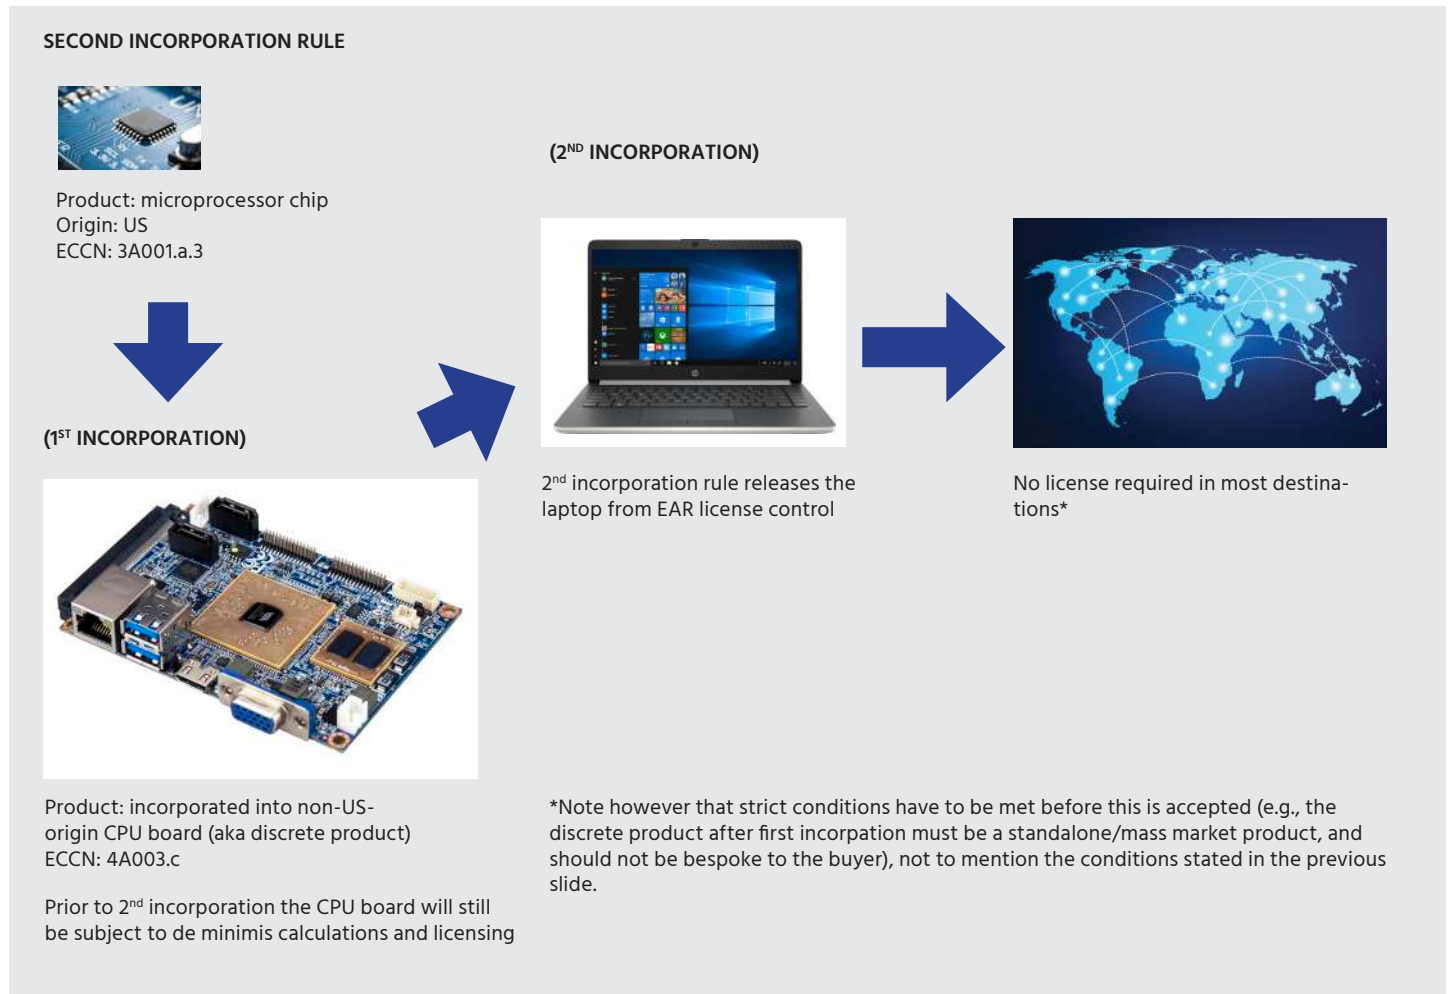 SECOND INCORPORATION RULE
Product: microprocessor chip
Origin: US
ECCN: 3A001.a.3
(1ST INCORPORATION)
Product: incorporated into non-US-
origin CPU board (aka discrete product)
ECCN: 4A003.c
Prior to 2nd incorporation the CPU board will still
be subject to de minimis calculations and licensing
(2ND INCORPORATION)
2nd incorporation rule releases the
laptop from EAR license control
No license required in most destina-
tions*
*Note however that strict conditions have to be met before this is accepted (e.g., the
discrete product after first incorpation must be a standalone/mass market product, and
should not be bespoke to the buyer), not to mention the conditions stated in the previous
slide.